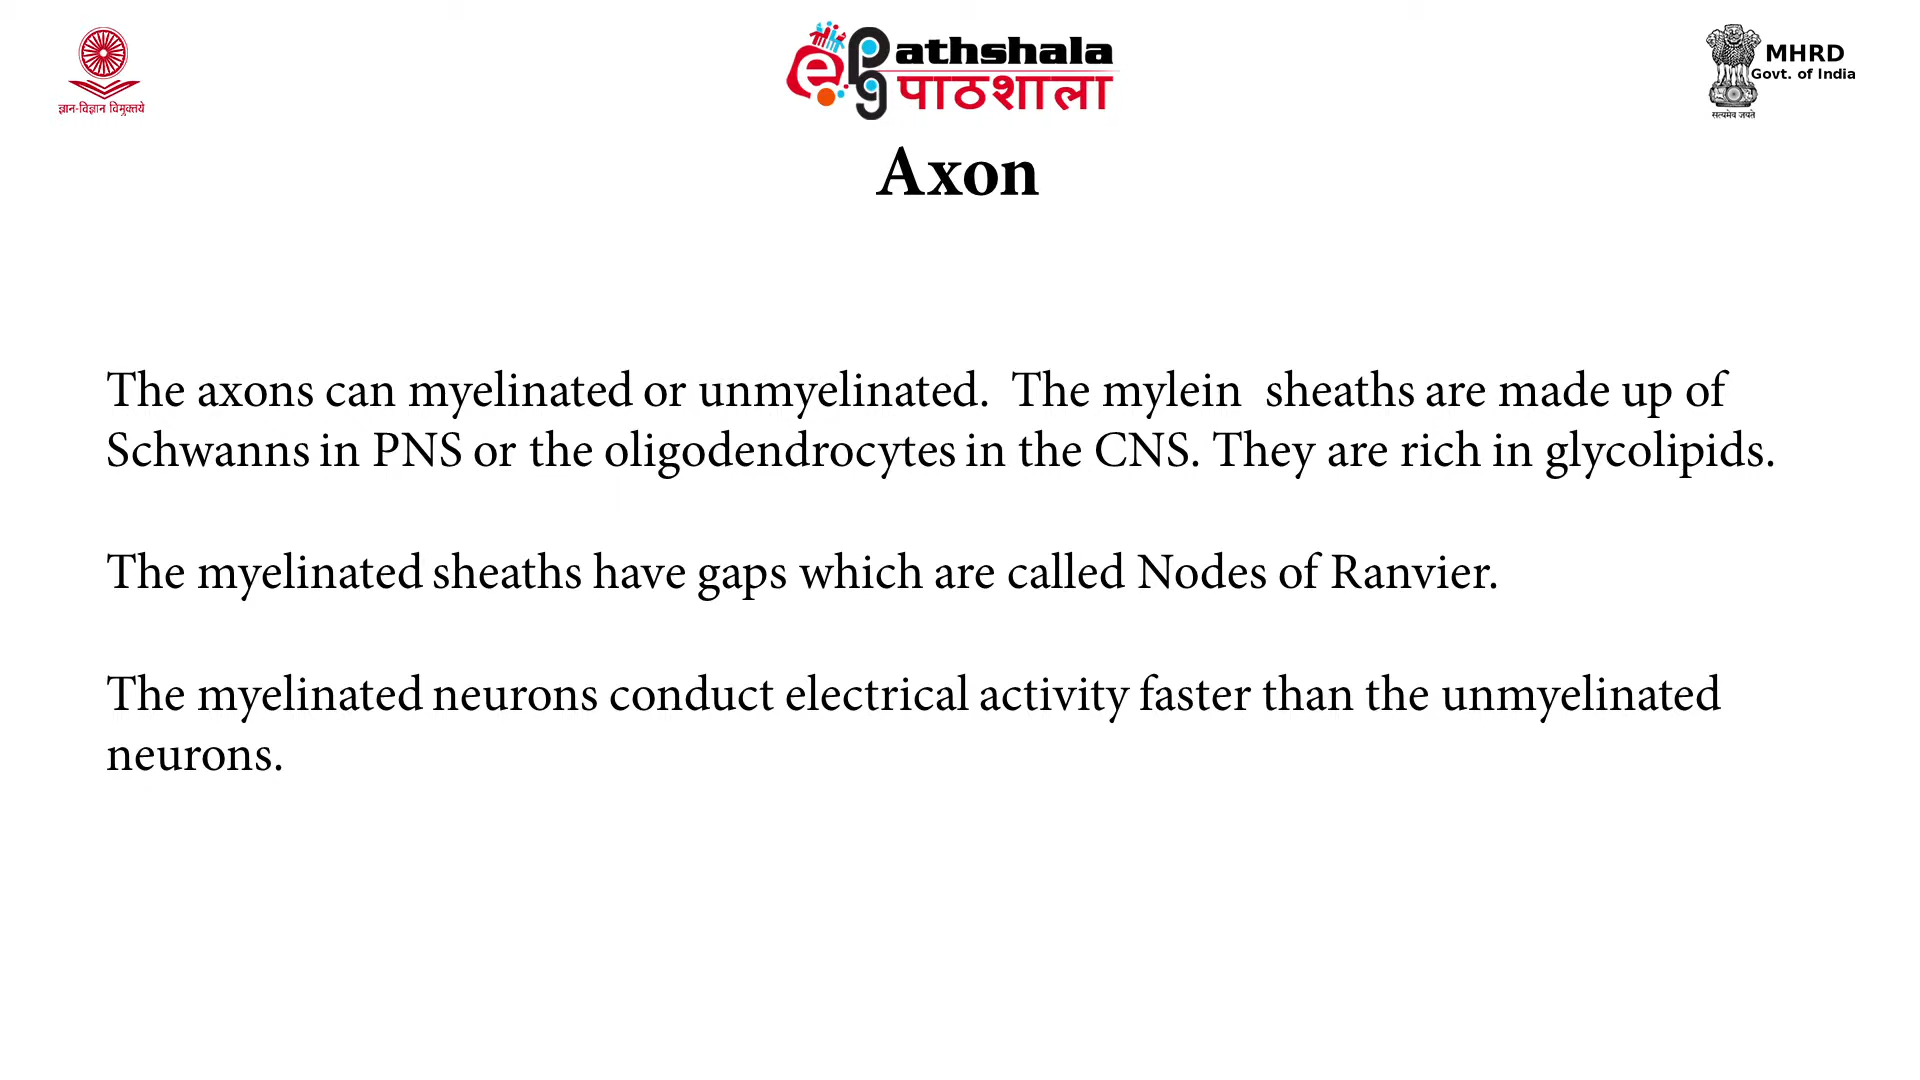 ज्ञान-विज्ञान विमुक्तये
e pg athshala
पाठशाला
MHRD
Govt. of India
सत्यमेव जयते
Axon
The axons can myelinated or unmyelinated. The mylein sheaths are made up of
Schwanns in PNS or the oligodendrocytes in the CNS. They are rich in glycolipids.
The myelinated sheaths have gaps which are called Nodes of Ranvier.
The myelinated neurons conduct electrical activity faster than the unmyelinated
neurons.